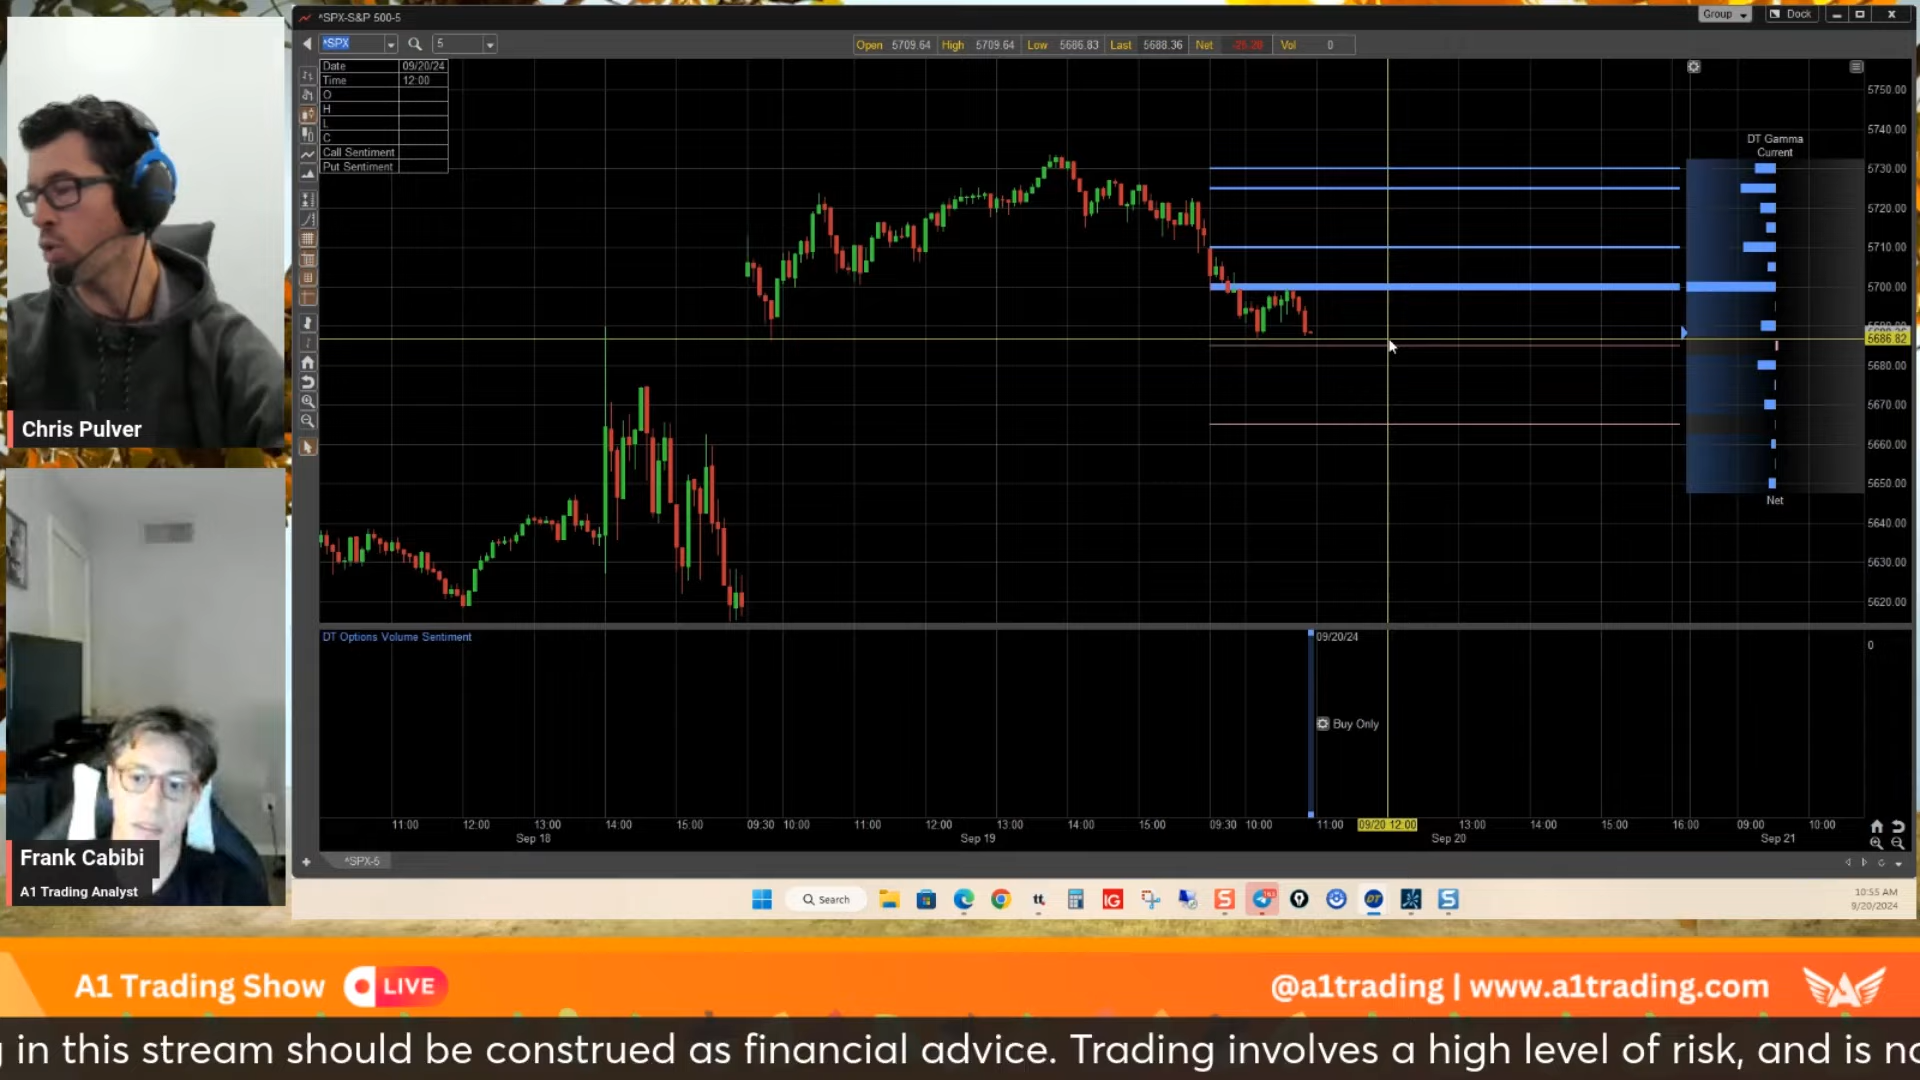 *SPX-S&P 500-5
Group
Dock
*SPX
5
Open 5709.64 High 5709.64 Low 5686.83 Last 5688.36 Net Vol 0
Date 09/20/24
Time 12:00
O
H
L
C
Call Sentiment
Put Sentiment
DT Gamma
Current
5750.00
5740.00
5730.00
5720.00
5710.00
5700.00
5686.82
5680.00
5670.00
5660.00
5650.00
5640.00
5630.00
5620.00
Net
DT Options Volume Sentiment
09/20/24
0
Buy Only
11:00 12:00 13:00 14:00 15:00 09:30 10:00 11:00 12:00 13:00 14:00 15:00 09:30 10:00 11:00 09/20 12:00 13:00 14:00 15:00 16:00 09:00 10:00
Sep 18 Sep 19 Sep 20 Sep 21
^SPX-5
Chris Pulver
Frank Cabibi
A1 Trading Analyst
Search
tt
IG
DT
10:55 AM
9/20/2024
A1 Trading Show
LIVE
@a1trading | www.a1trading.com
in this stream should be construed as financial advice. Trading involves a high level of risk, and is